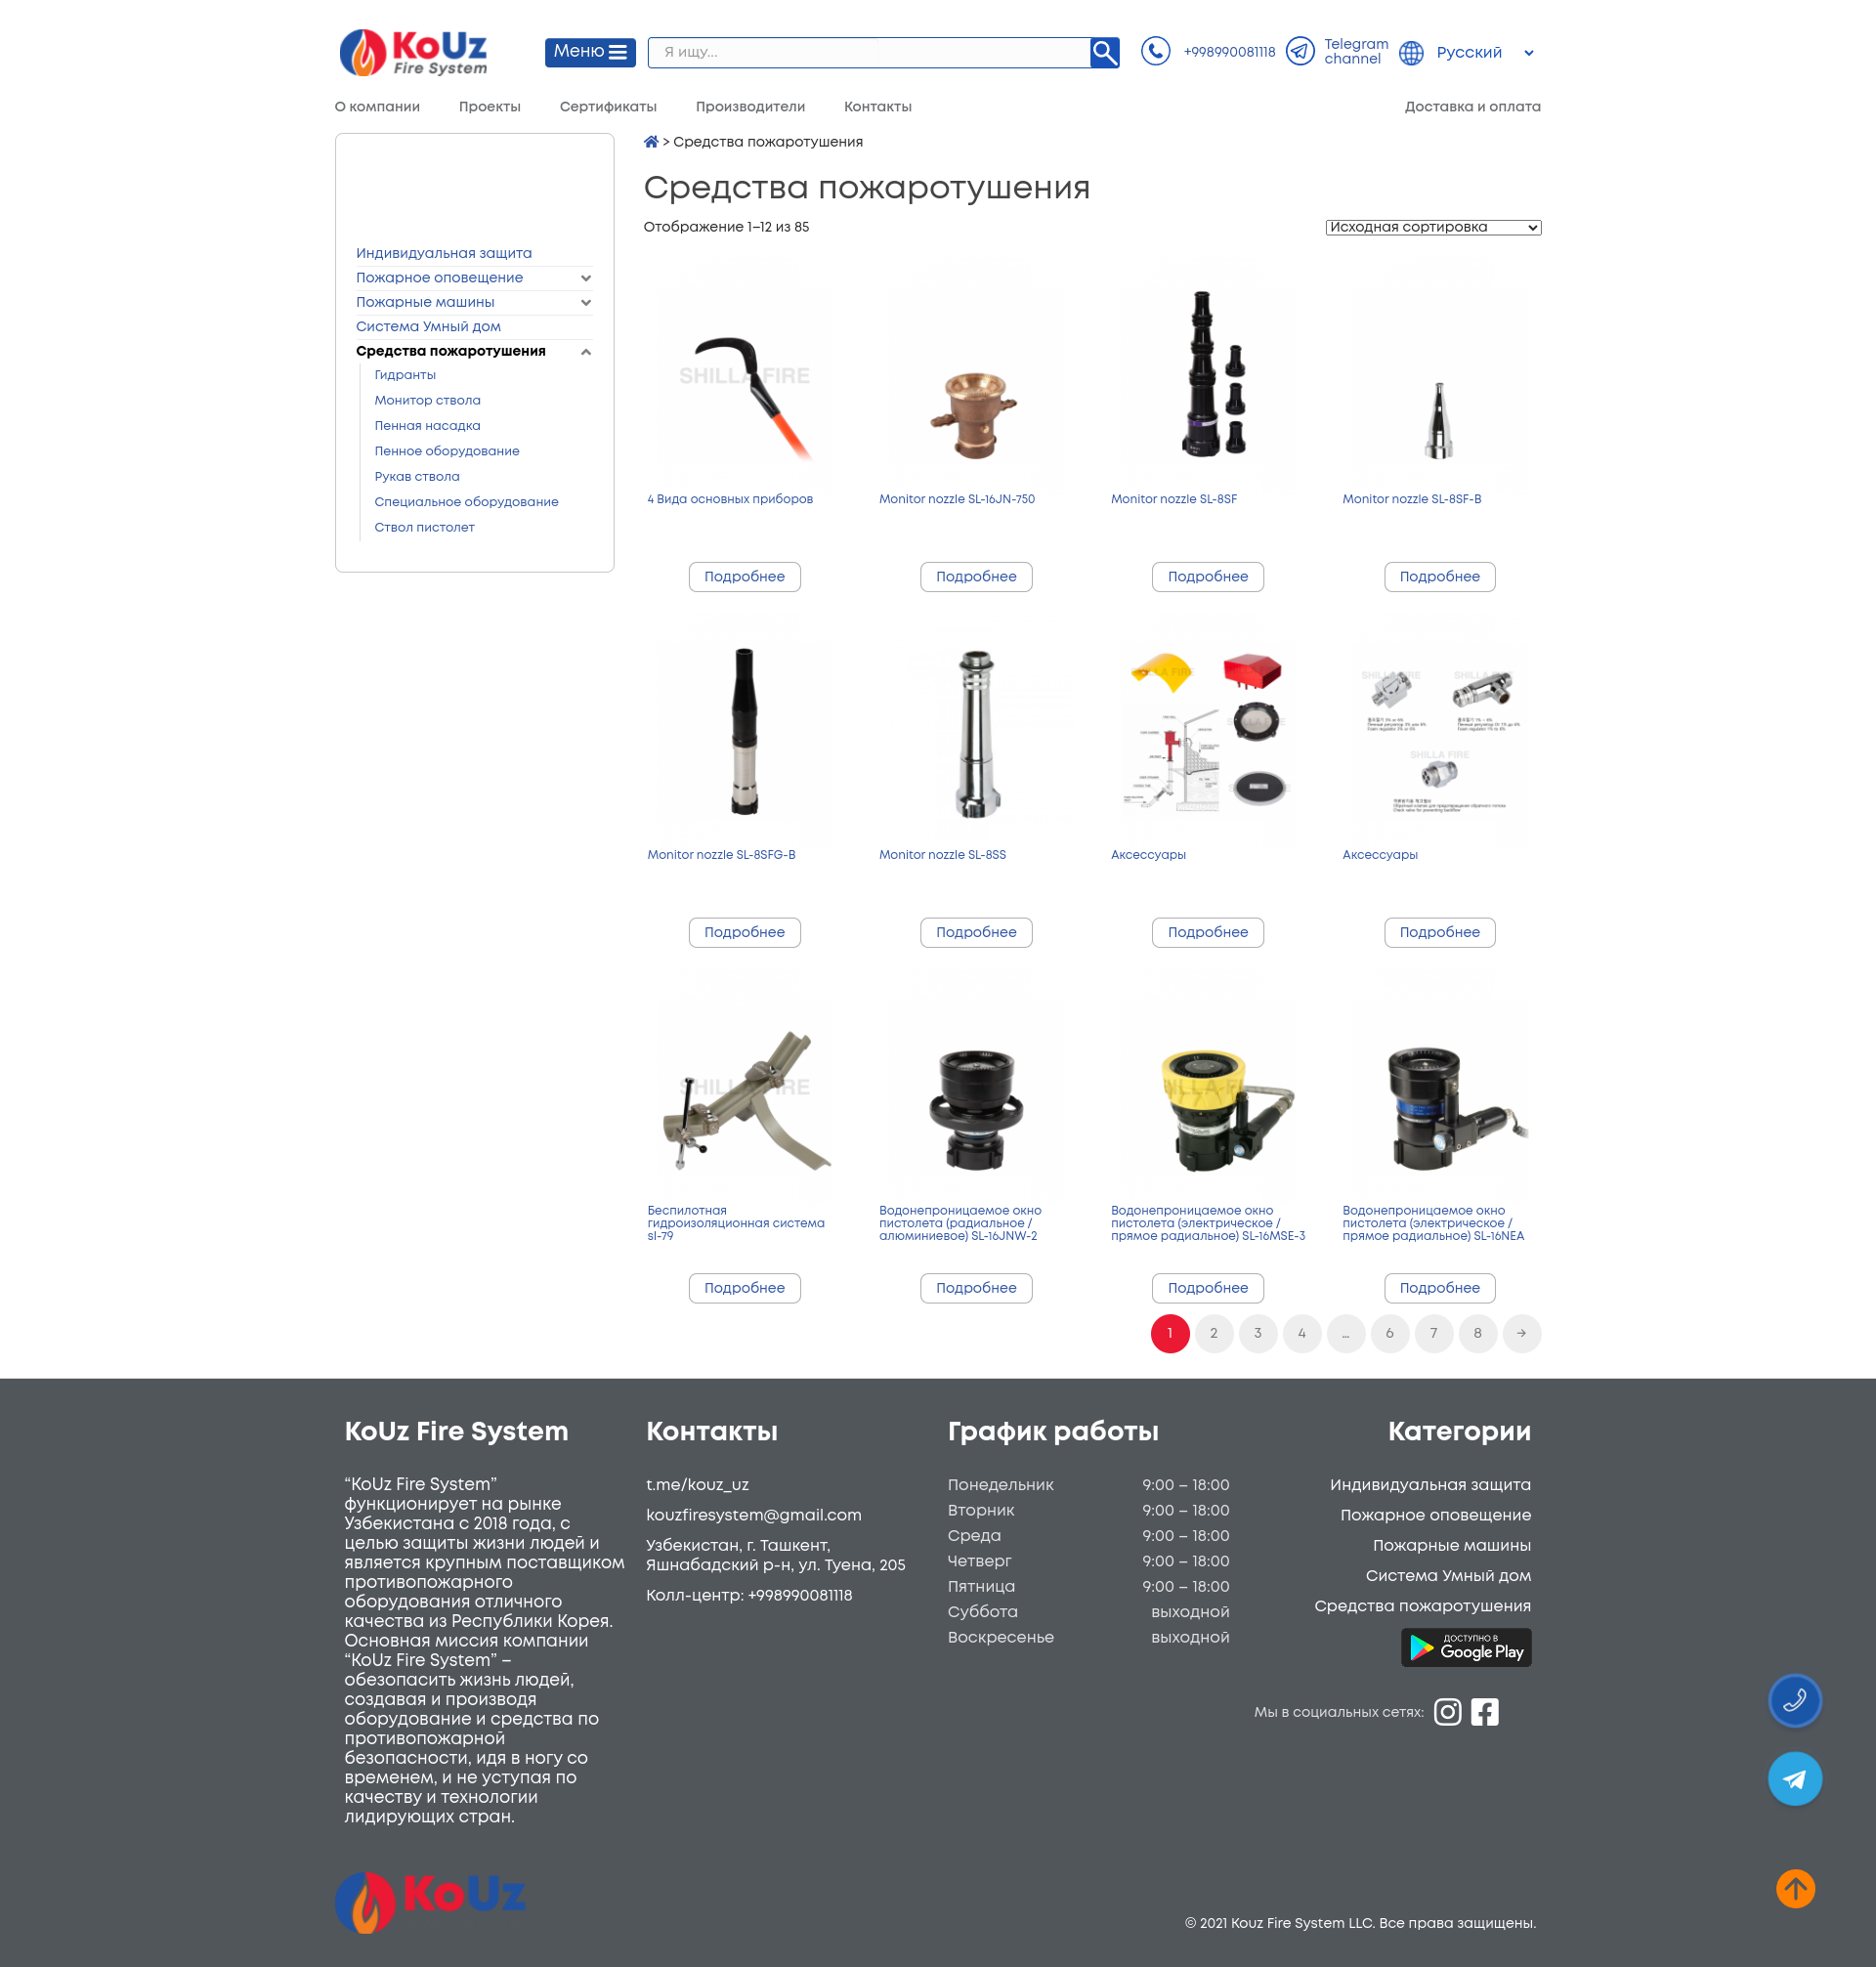 KoUz
Fire System
Меню
Я ищу...
+998990081118
Telegram
channel
Русский
О компании
Проекты
Сертификаты
Производители
Контакты
Доставка и оплата
> Средства пожаротушения
Средства пожаротушения
Отображение 1–12 из 85
Исходная сортировка
Индивидуальная защита
Пожарное оповещение
Пожарные машины
Система Умный дом
Средства пожаротушения
Гидранты
Монитор ствола
Пенная насадка
Пенное оборудование
Рукав ствола
Специальное оборудование
Ствол пистолет
SHILLA FIRE
4 Вида основных приборов
Monitor nozzle SL-16JN-750
Monitor nozzle SL-8SF
Monitor nozzle SL-8SF-B
Подробнее
Подробнее
Подробнее
Подробнее
SHILLA FIRE
SHILLA FIRE
SHILLA FIRE
SHILLA FIRE
Monitor nozzle SL-8SFG-B
Monitor nozzle SL-8SS
Аксессуары
Аксессуары
Подробнее
Подробнее
Подробнее
Подробнее
SHILLA FIRE
SHILLA FIRE
Беспилотная
гидроизоляционная система
sl-79
Водонепроницаемое окно
пистолета (радиальное /
алюминиевое) SL-16JNW-2
Водонепроницаемое окно
пистолета (электрическое /
прямое радиальное) SL-16MSE-3
Водонепроницаемое окно
пистолета (электрическое /
прямое радиальное) SL-16NEA
Подробнее
Подробнее
Подробнее
Подробнее
1 2 3 4 … 6 7 8 →
KoUz Fire System
“KoUz Fire System”
функционирует на рынке
Узбекистана с 2018 года, с
целью защиты жизни людей и
является крупным поставщиком
противопожарного
оборудования отличного
качества из Республики Корея.
Основная миссия компании
“KoUz Fire System” –
обезопасить жизнь людей,
создавая и производя
оборудование и средства по
противопожарной
безопасности, идя в ногу со
временем, и не уступая по
качеству и технологии
лидирующих стран.
Контакты
t.me/kouz_uz
kouzfiresystem@gmail.com
Узбекистан, г. Ташкент,
Яшнабадский р-н, ул. Туена, 205
Колл-центр: +998990081118
График работы
Понедельник 9:00 – 18:00
Вторник 9:00 – 18:00
Среда 9:00 – 18:00
Четверг 9:00 – 18:00
Пятница 9:00 – 18:00
Суббота выходной
Воскресенье выходной
Категории
Индивидуальная защита
Пожарное оповещение
Пожарные машины
Система Умный дом
Средства пожаротушения
ДОСТУПНО В
Google Play
Мы в социальных сетях:
KoUz
© 2021 Kouz Fire System LLC. Все права защищены.